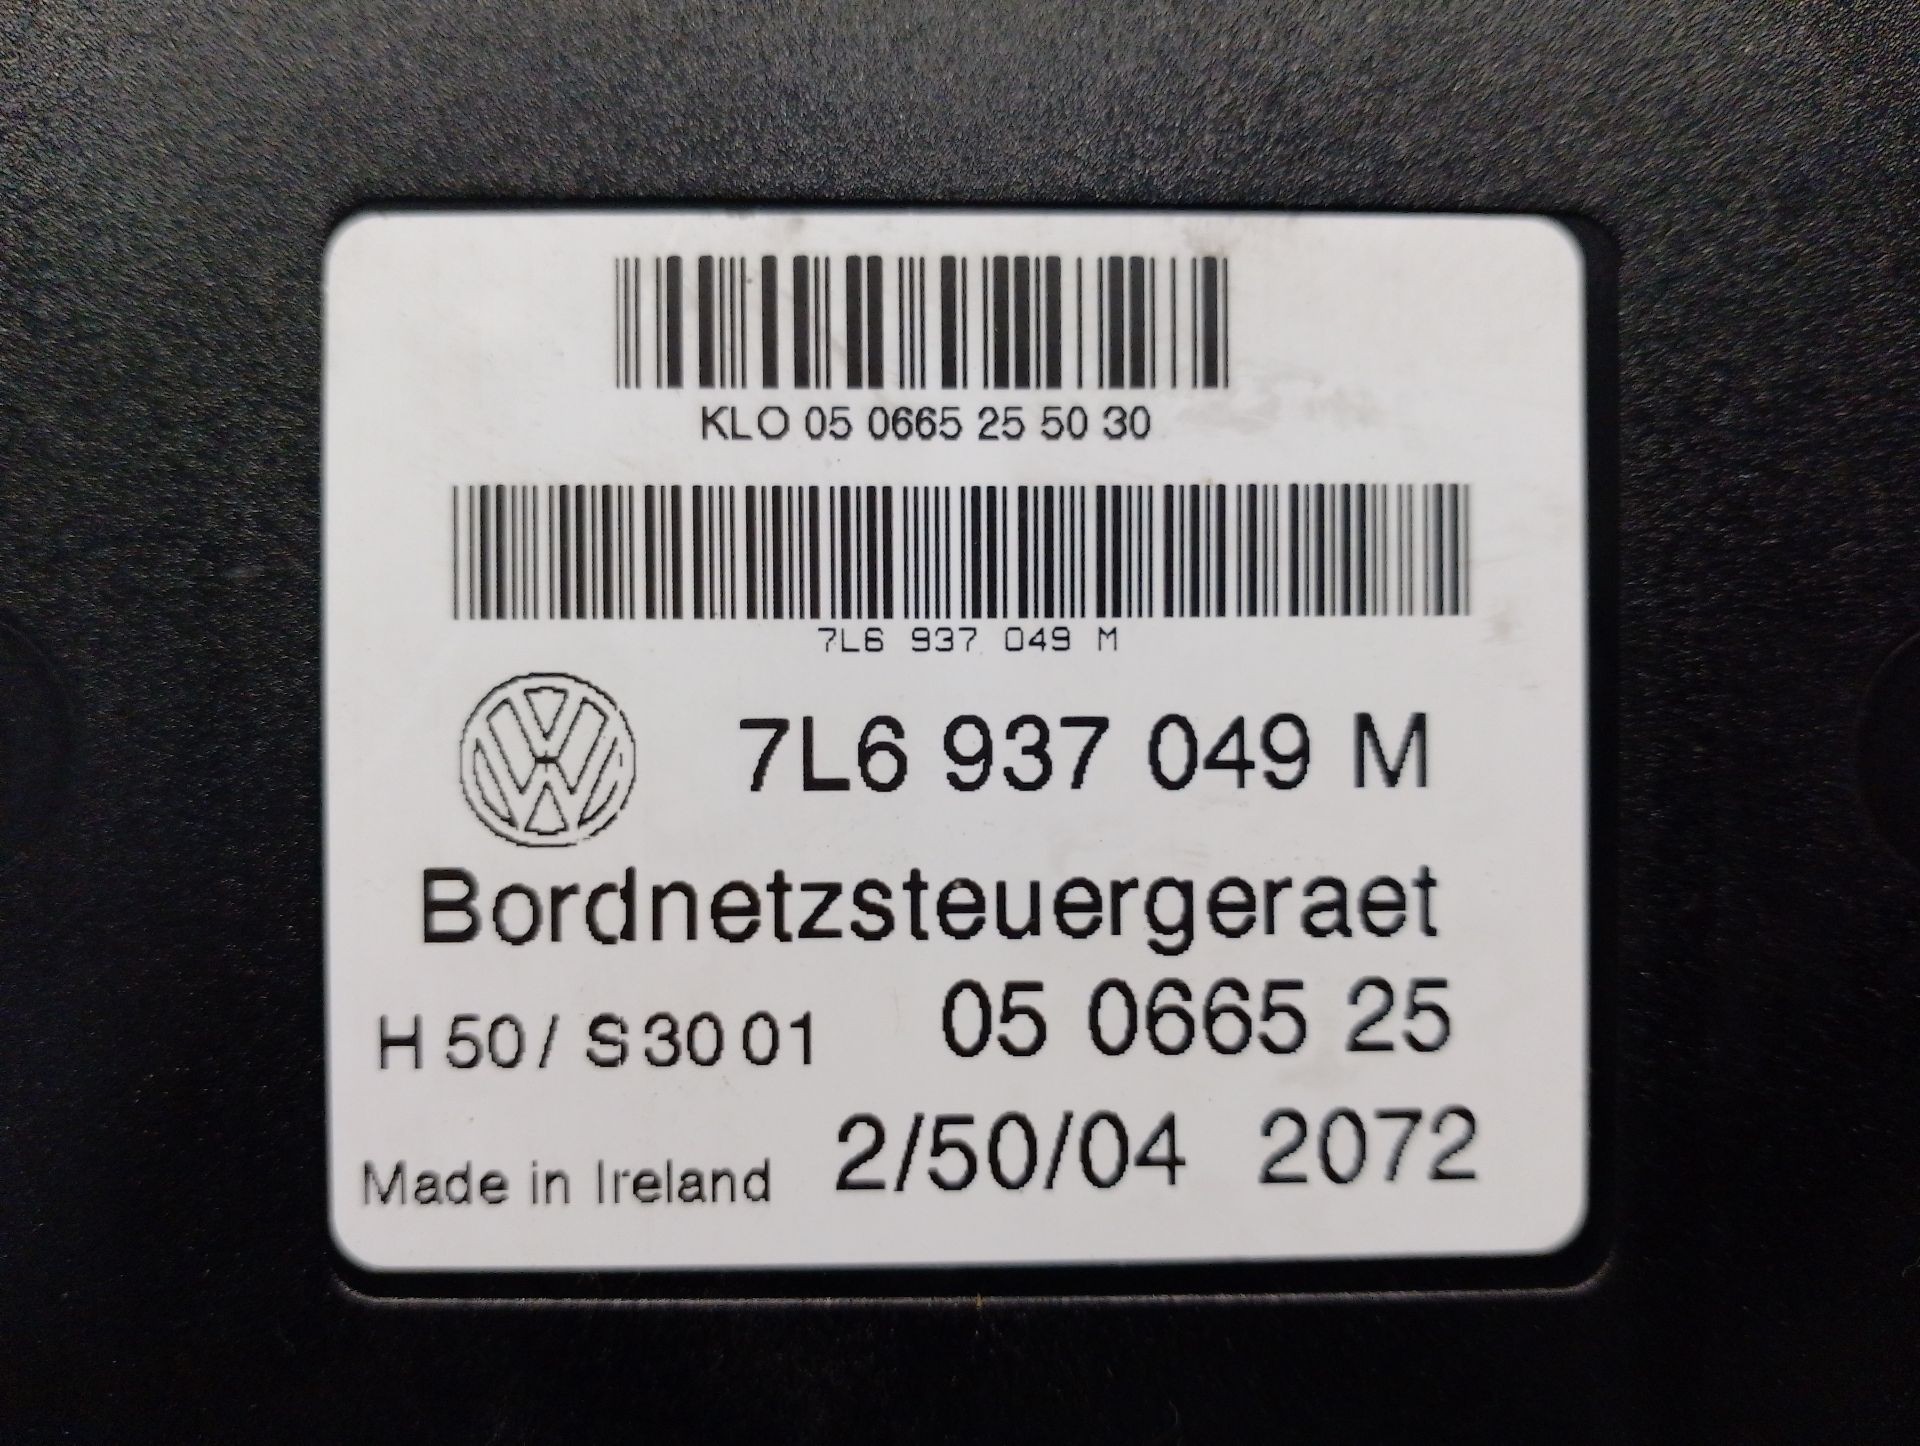 KLO 05 0665 25 50 30
7L6 937 049 M
7L6 937 049 M
Bordnetzsteuergeraet
H 50 / S 30 01 05 0665 25
Made in Ireland 2/50/04 2072